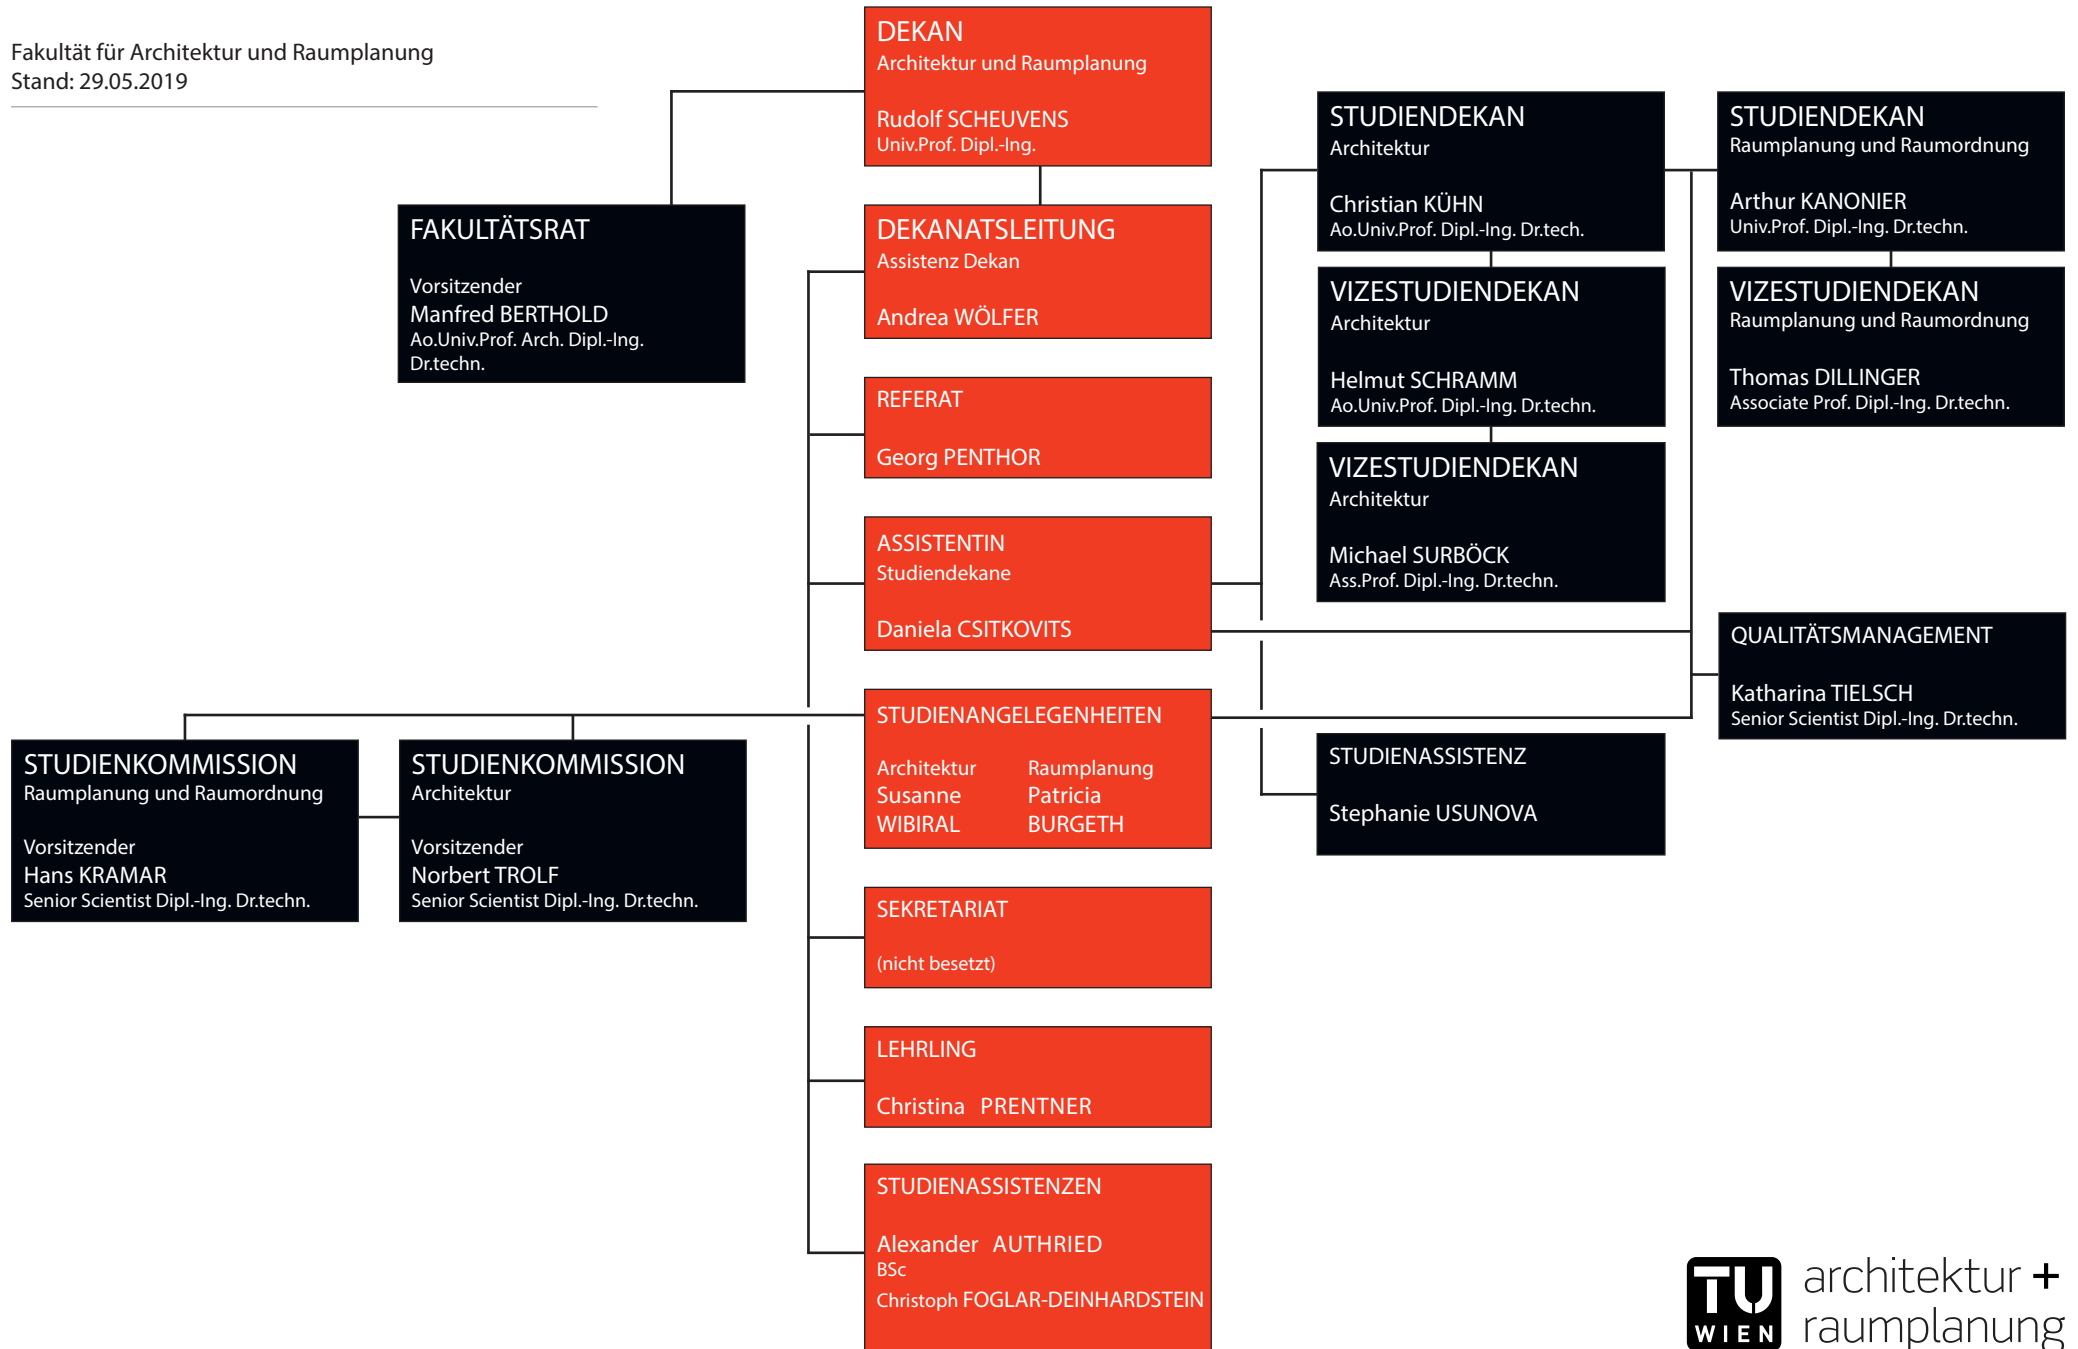 Fakultät für Architektur und Raumplanung
Stand: 29.05.2019
DEKAN
Architektur und Raumplanung
Rudolf SCHEUVENS
Univ.Prof. Dipl.-Ing.
FAKULTÄTSRAT
Vorsitzender
Manfred BERTHOLD
Ao.Univ.Prof. Arch. Dipl.-Ing.
Dr.techn.
DEKANATSLEITUNG
Assistenz Dekan
Andrea WÖLFER
REFERAT
Georg PENTHOR
ASSISTENTIN
Studiendekane
Daniela CSITKOVITS
STUDIENDEKAN
Architektur
Christian KÜHN
Ao.Univ.Prof. Dipl.-Ing. Dr.tech.
VIZESTUDIENDEKAN
Architektur
Helmut SCHRAMM
Ao.Univ.Prof. Dipl.-Ing. Dr.techn.
VIZESTUDIENDEKAN
Architektur
Michael SURBÖCK
Ass.Prof. Dipl.-Ing. Dr.techn.
STUDIENDEKAN
Raumplanung und Raumordnung
Arthur KANONIER
Univ.Prof. Dipl.-Ing. Dr.techn.
VIZESTUDIENDEKAN
Raumplanung und Raumordnung
Thomas DILLINGER
Associate Prof. Dipl.-Ing. Dr.techn.
QUALITÄTSMANAGEMENT
Katharina TIELSCH
Senior Scientist Dipl.-Ing. Dr.techn.
STUDIENKOMMISSION
Raumplanung und Raumordnung
Vorsitzender
Hans KRAMAR
Senior Scientist Dipl.-Ing. Dr.techn.
STUDIENKOMMISSION
Architektur
Vorsitzender
Norbert TROLF
Senior Scientist Dipl.-Ing. Dr.techn.
STUDIENANGELEGENHEITEN
Architektur Raumplanung
Susanne Patricia
WIBIRAL BURGETH
STUDIENASSISTENZ
Stephanie USUNOVA
SEKRETARIAT
(nicht besetzt)
LEHRLING
Christina PRENTNER
STUDIENASSISTENZEN
Alexander AUTHRIED
BSc
Christoph FOGLAR-DEINHARDSTEIN
TU
WIEN
architektur +
raumplanung